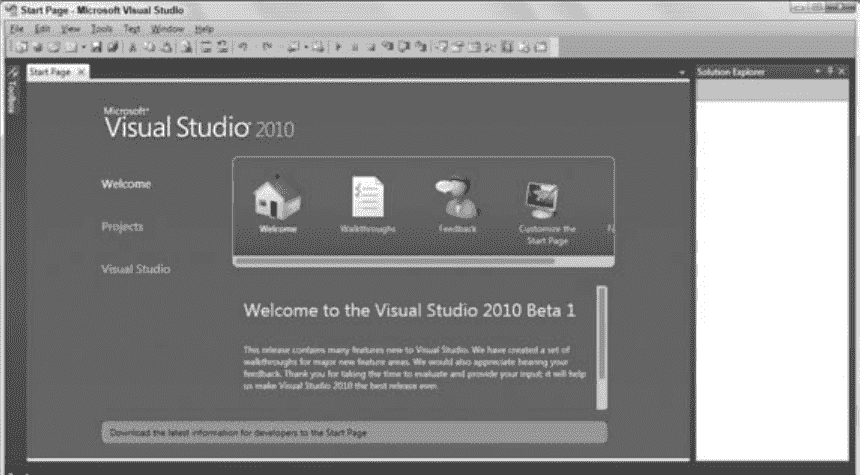 Start Page - Microsoft Visual Studio
File Edit View Tools Test Window Help
Start Page
Solution Explorer
Toolbox
Microsoft®
Visual Studio® 2010
Welcome
Projects
Visual Studio
Welcome
Walkthroughs
Feedback
Customize the
Start Page
Welcome to the Visual Studio 2010 Beta 1
This release contains many features new to Visual Studio. We have created a set of
walkthroughs for major new feature areas. We would also appreciate hearing your
feedback. Thank you for taking the time to evaluate and provide your input; it will help
us make Visual Studio 2010 the best release ever.
Download the latest information for developers to the Start Page